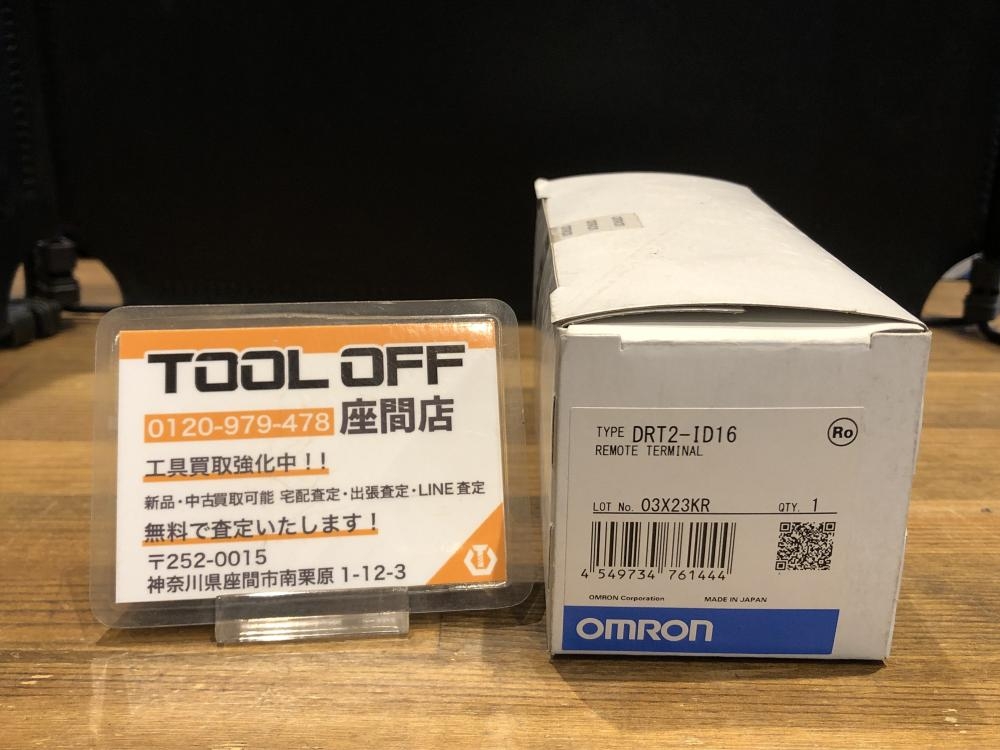 TOOL OFF
0120-979-478 座間店
工具買取強化中！！
新品・中古買取可能 宅配査定・出張査定・LINE査定
無料で査定いたします！
〒252-0015
神奈川県座間市南栗原1-12-3
TYPE DRT2-ID16
REMOTE TERMINAL
Ro
LOT No. 03X23KR QTY. 1
4 549734 761444
OMRON Corporation MADE IN JAPAN
OMRON